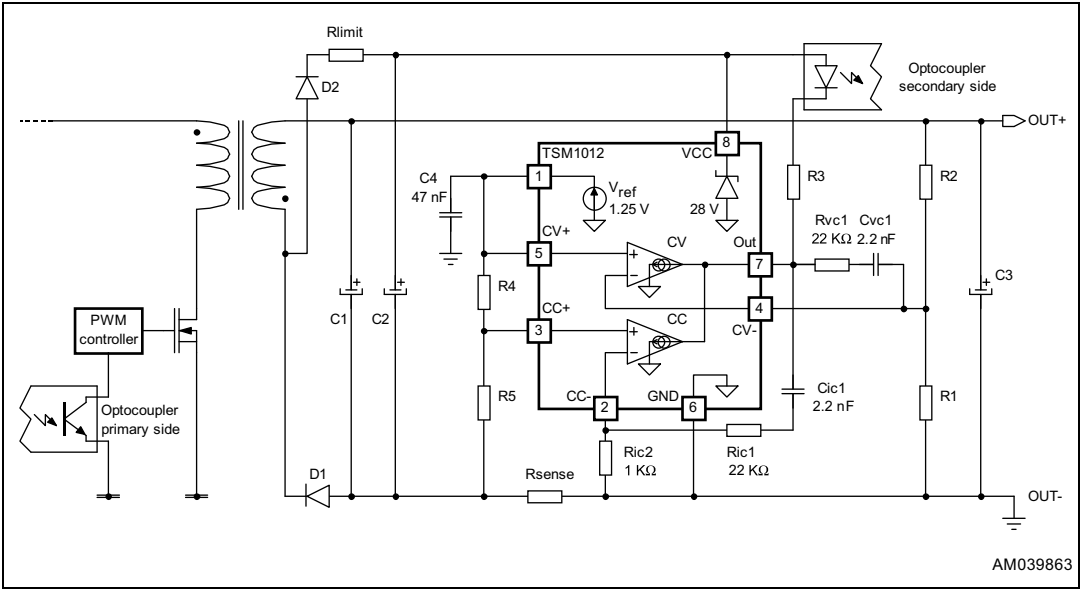 Rlimit
D2
Optocoupler
secondary side
OUT+
TSM1012
VCC
8
C4
47 nF
1
Vref
1.25 V
28 V
R3
R2
Rvc1
22 KΩ
Cvc1
2.2 nF
CV+
5
CV
Out
7
C3
R4
CC+
3
CC
4
CV-
C1
C2
PWM
controller
R5
CC-
2
GND
6
Cic1
2.2 nF
R1
Optocoupler
primary side
Ric2
1 KΩ
Ric1
22 KΩ
D1
Rsense
OUT-
AM039863